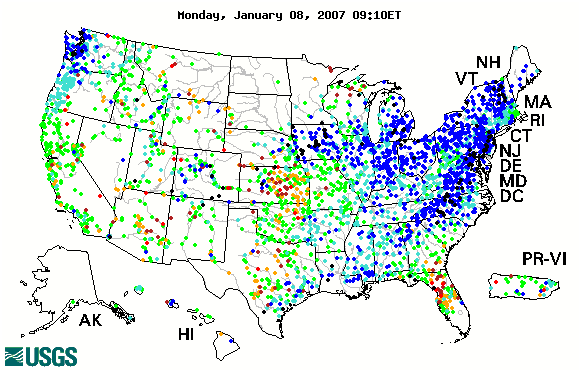 Monday, January 08, 2007 09:10ET
NH
VT
MA
RI
CT
NJ
DE
MD
DC
PR-VI
AK
HI
USGS